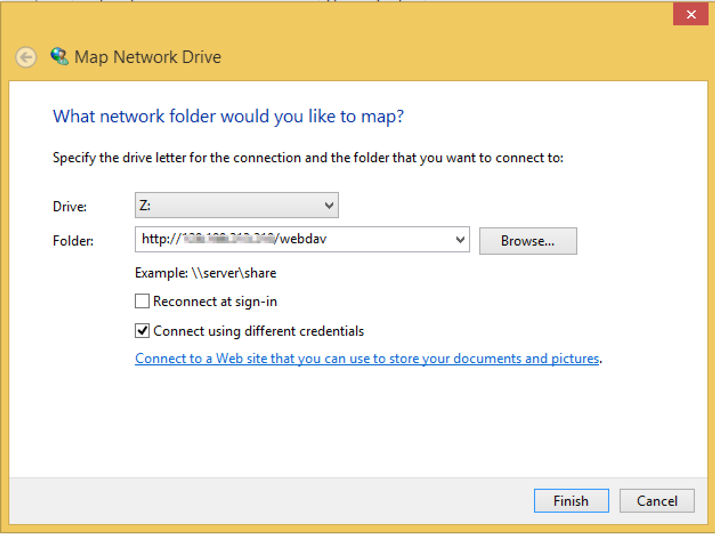 Map Network Drive
What network folder would you like to map?
Specify the drive letter for the connection and the folder that you want to connect to:
Drive: Z:
Folder: http:// /webdav Browse...
Example: \\server\share
Reconnect at sign-in
Connect using different credentials
Connect to a Web site that you can use to store your documents and pictures.
Finish Cancel